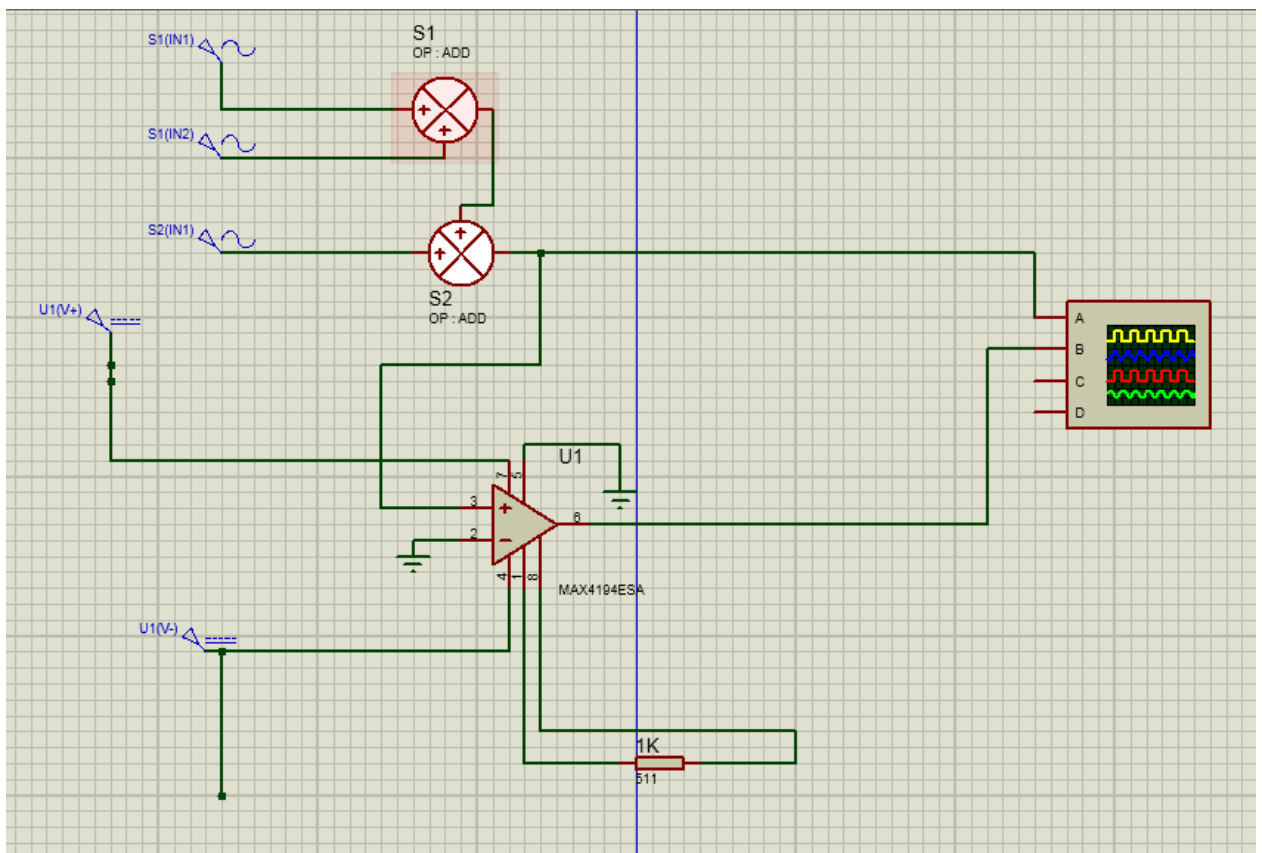 S1(IN1)
S1
OP : ADD
S1(IN2)
S2(IN1)
S2
OP : ADD
U1(V+)
A
B
C
D
U1
7
5
3
6
2
4
1
8
MAX4194ESA
U1(V-)
1K
511